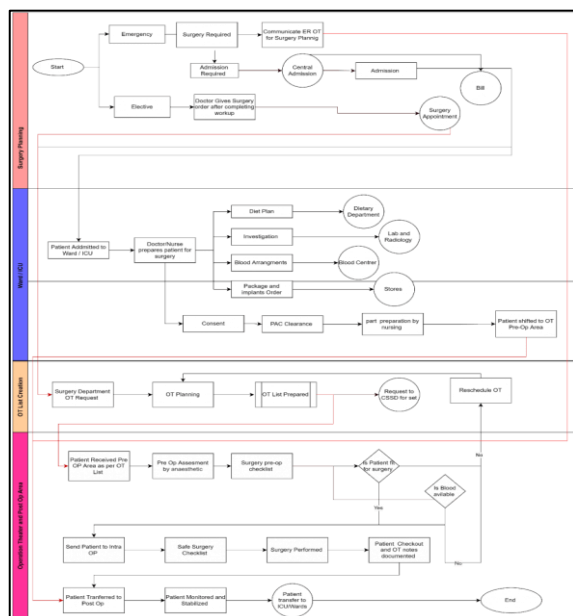 Surgery Planning
Emergency
Surgery Required
Communicate ER OT
for Surgery Plannig
Start
Admission
Required
Central
Admission
Admission
Bill
Elective
Doctor Gives Surgery
order after completing
workup
Surgery
Appointment
Ward / ICU
Diet Plan
Dietary
Department
Patient Addmitted to
Ward / ICU
Doctor/Nurse
prepares patient for
surgery
Investigation
Lab and
Radiology
Blood Arrangments
Blood Centrer
Package and
implants Order
Stores
Consent
PAC Clearance
part preparation by
nursing
Patient shifted to OT
Pre-Op Area
OT List Creation
Surgery Department
OT Request
OT Planning
OT List Prepared
Request to
CSSD for set
Reschedule OT
Operation Theater and Post Op Area
Patient Received Pre
OP Area as per OT
List
Pre Op Assesment by
anaesthetic
Surgery pre-op
checklist
Is Patient fit
for surgery
No
Is Blood
avilable
Yes
No
Send Patient to Intra
OP
Safe Surgery
Checklist
Surgery Performed
Patient Checkout
and OT notes
documented
Patient Tranferred to
Post Op
Patient Monitored and
Stabilized
Patient
transfer to
ICU/Wards
End